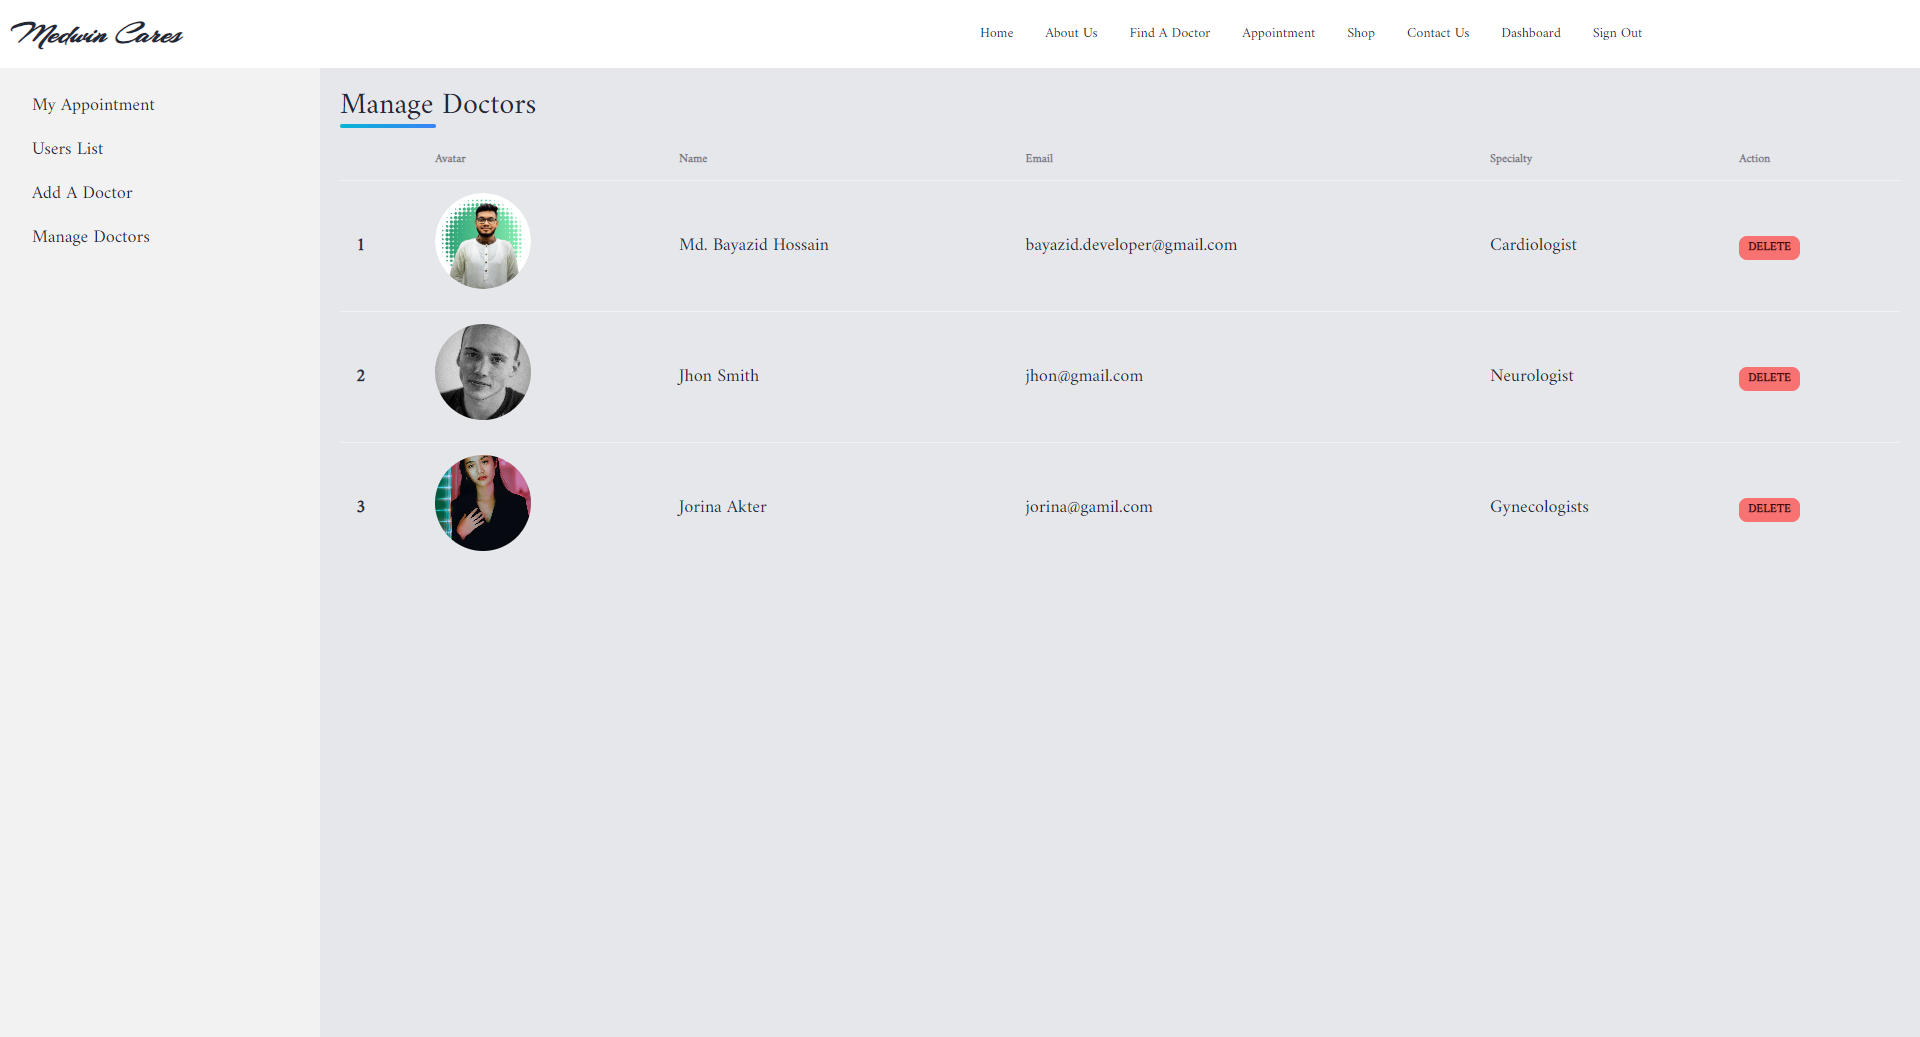 Medwin Cares
Home About Us Find A Doctor Appointment Shop Contact Us Dashboard Sign Out
My Appointment
Users List
Add A Doctor
Manage Doctors
Manage Doctors
Avatar Name Email Specialty Action
1 Md. Bayazid Hossain bayazid.developer@gmail.com Cardiologist DELETE
2 Jhon Smith jhon@gmail.com Neurologist DELETE
3 Jorina Akter jorina@gamil.com Gynecologists DELETE